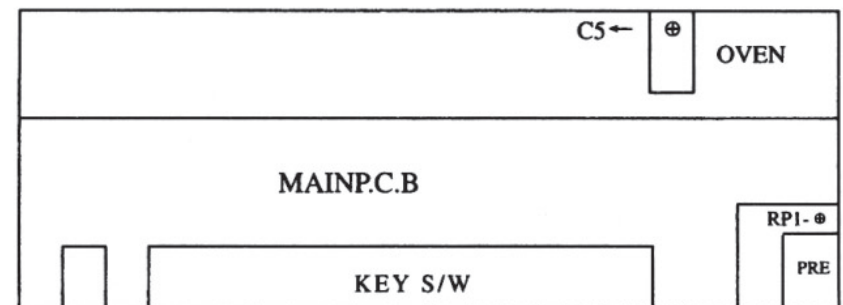 C5←
OVEN
MAINP.C.B
RP1-
PRE
KEY S/W